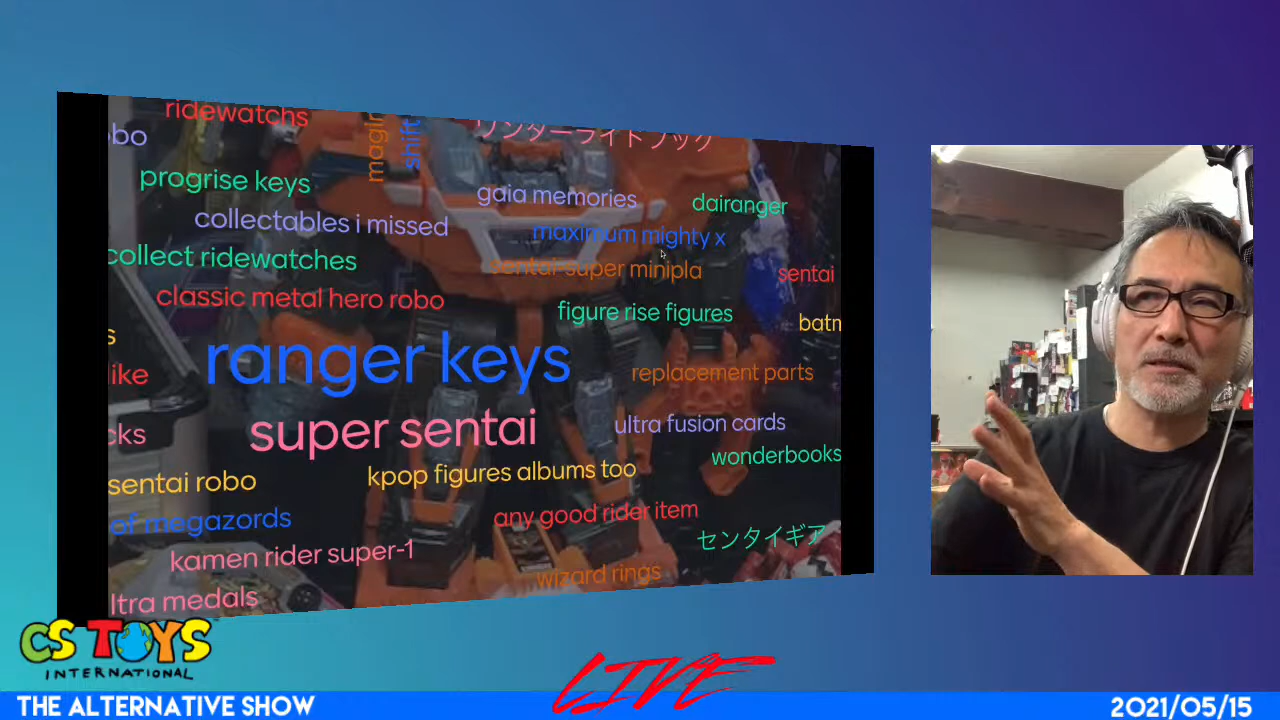 ridewatchs
obo
magin
shift
ワンダーライドブック
progrise keys
gaia memories
dairanger
collectables i missed
maximum mighty x
collect ridewatches
sentai super minipla
sentai
classic metal hero robo
figure rise figures
s
batm
ranger keys
like
replacement parts
super sentai
cks
ultra fusion cards
wonderbooks
sentai robo
kpop figures albums too
of megazords
any good rider item
センタイギア
kamen rider super-1
wizard rings
ltra medals
CS TOYS
INTERNATIONAL
LIVE
THE ALTERNATIVE SHOW
2021/05/15